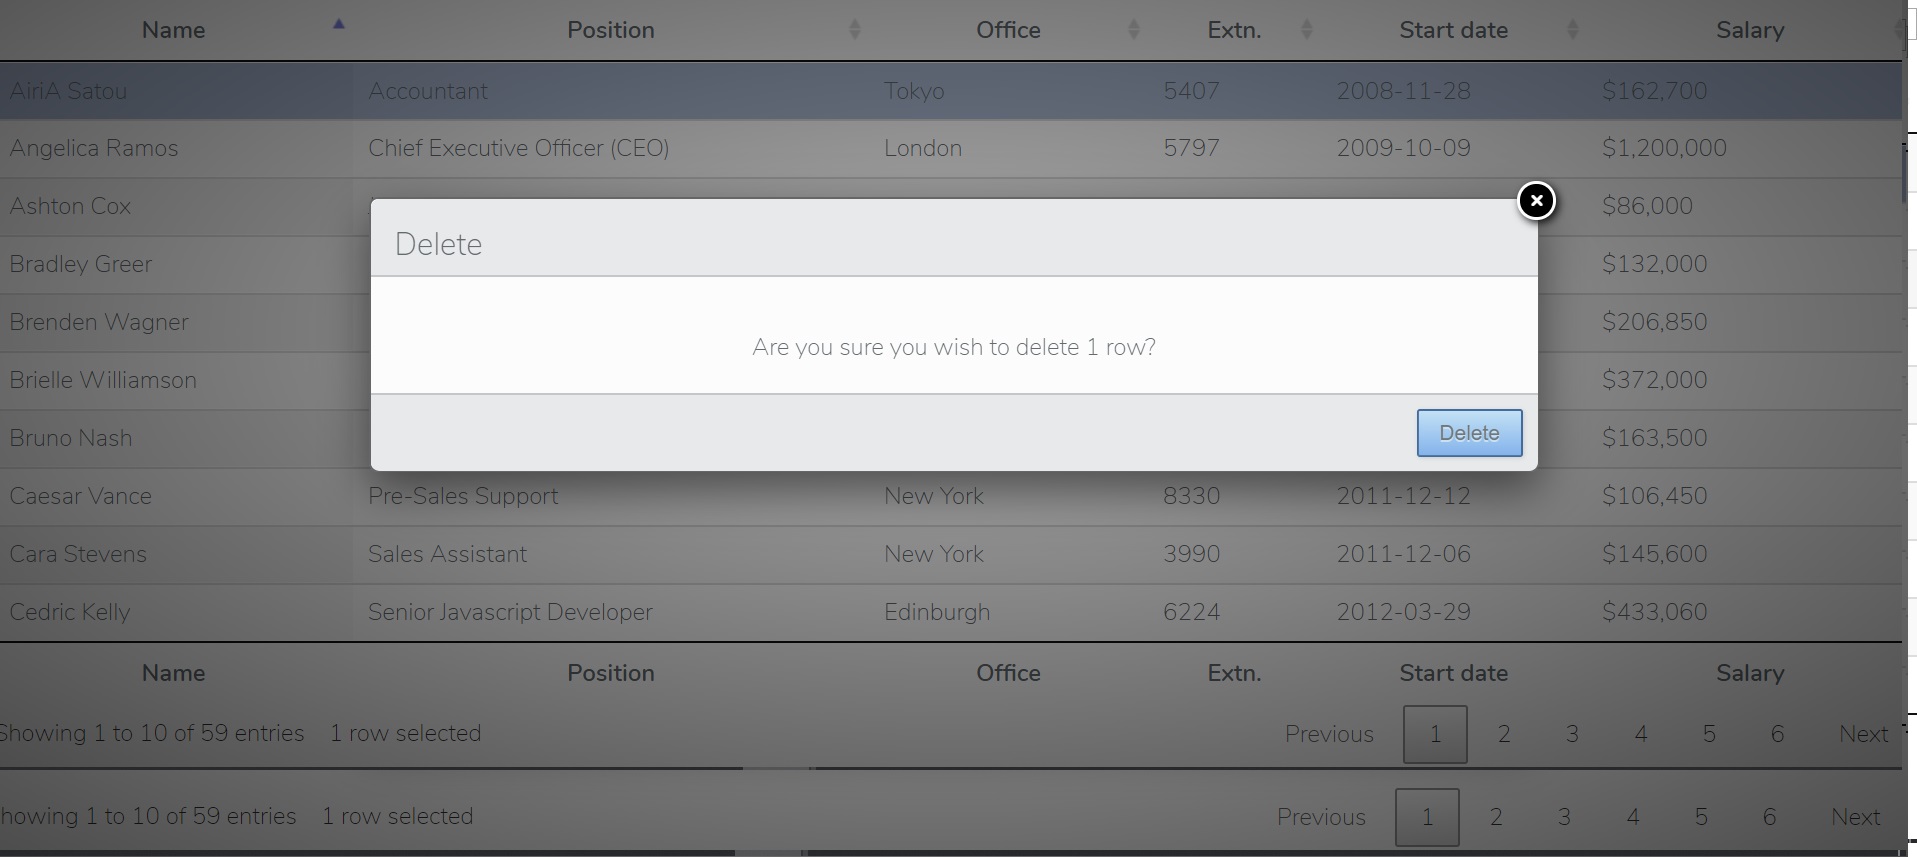 Name Position Office Extn. Start date Salary
AiriA Satou Accountant Tokyo 5407 2008-11-28 $162,700
Angelica Ramos Chief Executive Officer (CEO) London 5797 2009-10-09 $1,200,000
Ashton Cox $86,000
Delete
Bradley Greer $132,000
Brenden Wagner $206,850
Are you sure you wish to delete 1 row?
Brielle Williamson $372,000
Bruno Nash $163,500
Delete
Caesar Vance Pre-Sales Support New York 8330 2011-12-12 $106,450
Cara Stevens Sales Assistant New York 3990 2011-12-06 $145,600
Cedric Kelly Senior Javascript Developer Edinburgh 6224 2012-03-29 $433,060
Name Position Office Extn. Start date Salary
Showing 1 to 10 of 59 entries 1 row selected Previous 1 2 3 4 5 6 Next
howing 1 to 10 of 59 entries 1 row selected Previous 1 2 3 4 5 6 Next